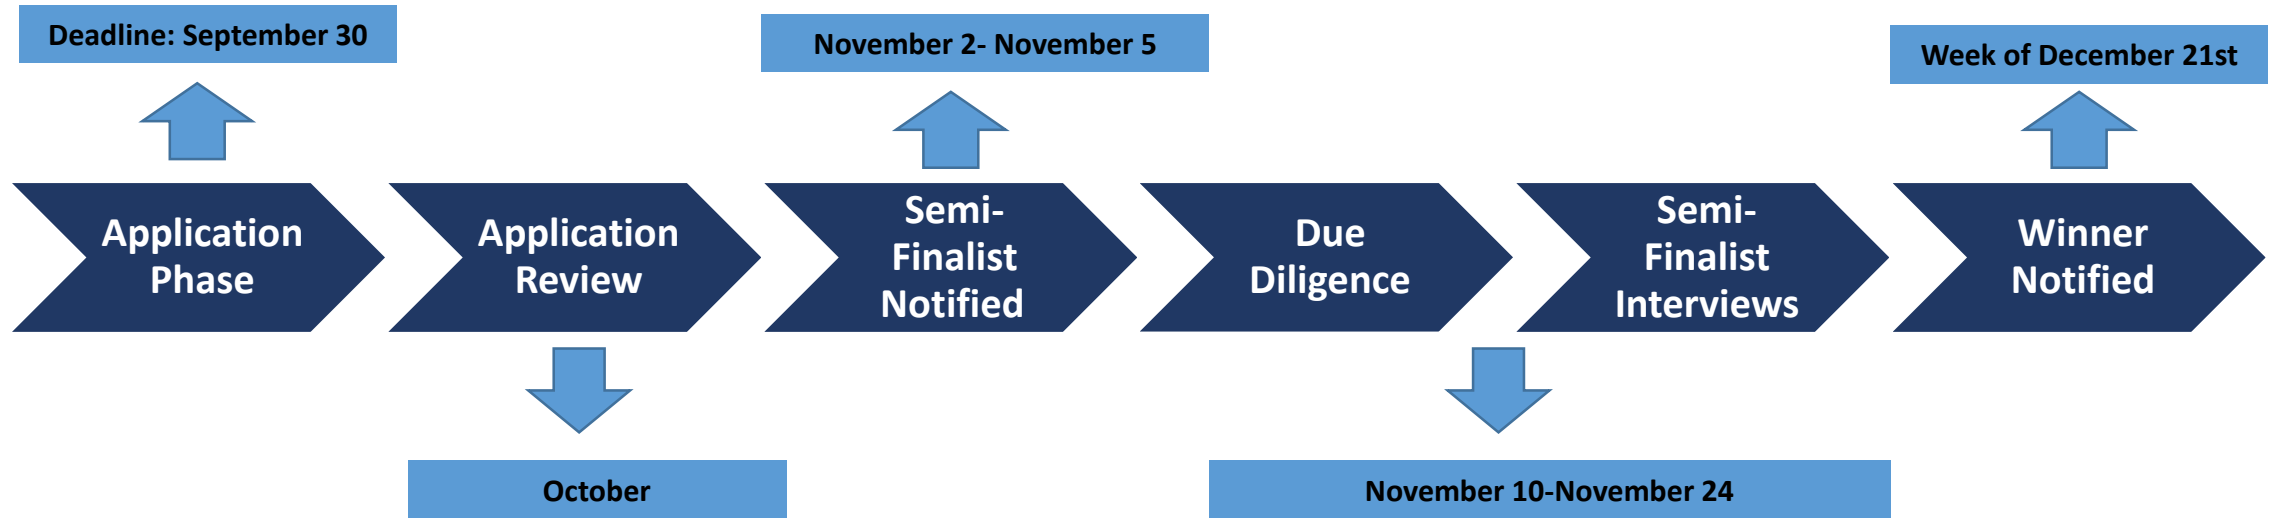 Deadline: September 30
November 2- November 5
Week of December 21st
Application
Phase
Application
Review
Semi-
Finalist
Notified
Due
Diligence
Semi-
Finalist
Interviews
Winner
Notified
October
November 10-November 24